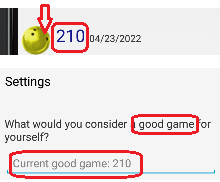 210 04/23/2022
Settings
What would you consider a good game for
yourself?
Current good game: 210